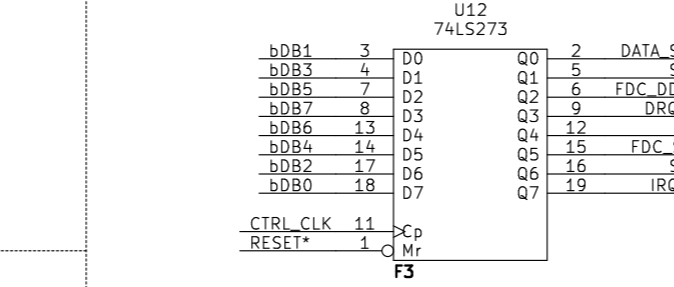 U12
74LS273
bDB1 3 D0 Q0 2 DATA_S
bDB3 4 D1 Q1 5 S
bDB5 7 D2 Q2 6 FDC_DD
bDB7 8 D3 Q3 9 DRQ
bDB6 13 D4 Q4 12
bDB4 14 D5 Q5 15 FDC_S
bDB2 17 D6 Q6 16 S
bDB0 18 D7 Q7 19 IRQ
CTRL_CLK 11 Cp
RESET* 1 Mr
F3